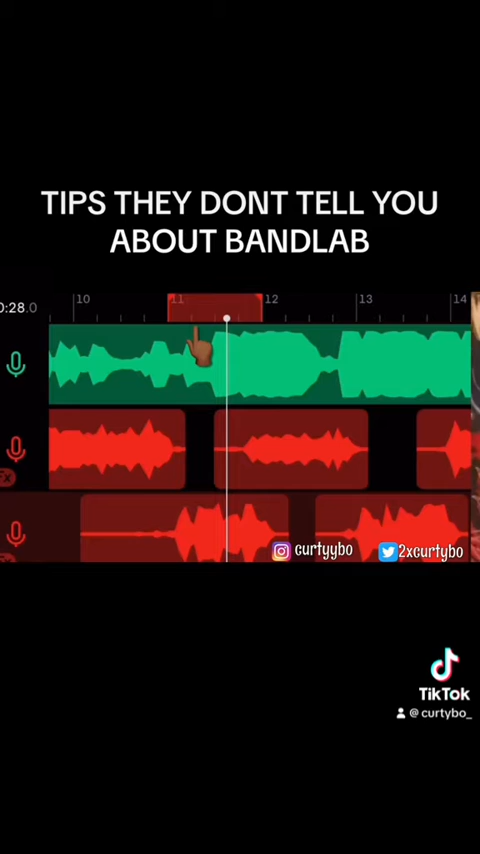 TIPS THEY DONT TELL YOU
ABOUT BANDLAB
0:28.0
10
11
12
13
14
Fx
curtyybo
2xcurtybo
TikTok
@ curtybo_